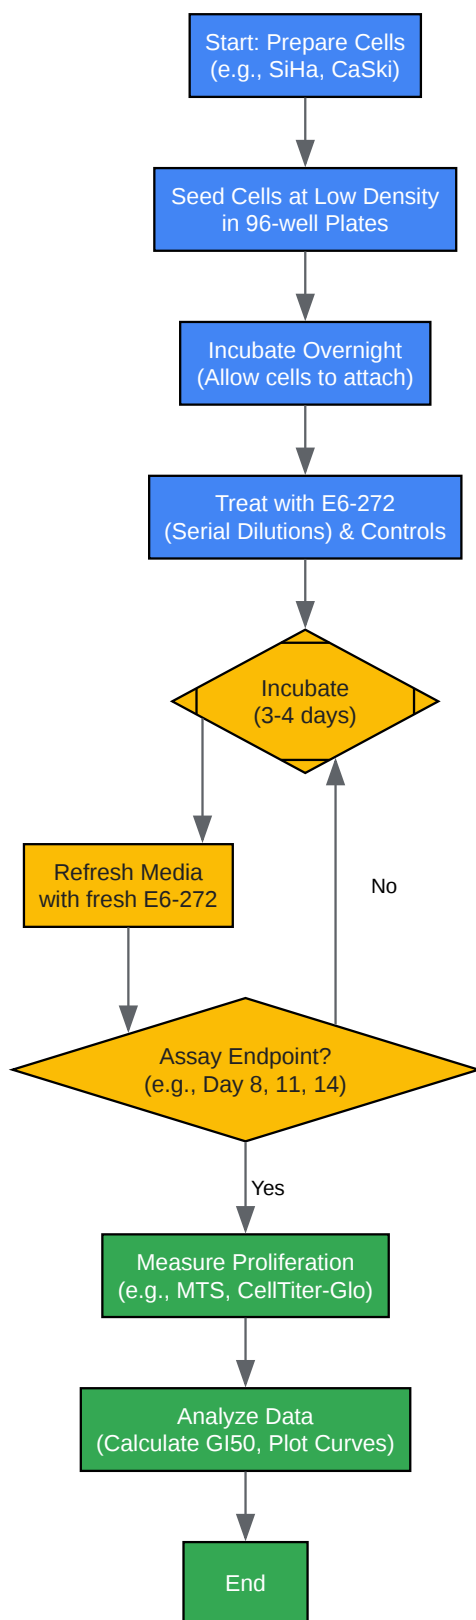 Start: Prepare Cells
(e.g., SiHa, CaSki)
Seed Cells at Low Density
in 96-well Plates
Incubate Overnight
(Allow cells to attach)
Treat with E6-272
(Serial Dilutions) & Controls
Incubate
(3-4 days)
Refresh Media
with fresh E6-272
No
Assay Endpoint?
(e.g., Day 8, 11, 14)
Yes
Measure Proliferation
(e.g., MTS, CellTiter-Glo)
Analyze Data
(Calculate GI50, Plot Curves)
End